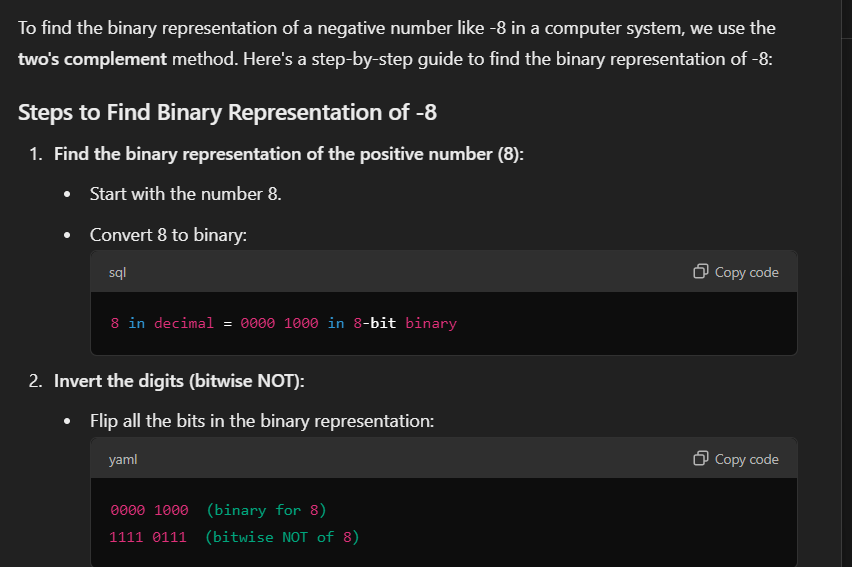 To find the binary representation of a negative number like -8 in a computer system, we use the
two's complement method. Here's a step-by-step guide to find the binary representation of -8:
Steps to Find Binary Representation of -8
1. Find the binary representation of the positive number (8):
• Start with the number 8.
• Convert 8 to binary:
sql Copy code
8 in decimal = 0000 1000 in 8-bit binary
2. Invert the digits (bitwise NOT):
• Flip all the bits in the binary representation:
yaml Copy code
0000 1000 (binary for 8)
1111 0111 (bitwise NOT of 8)